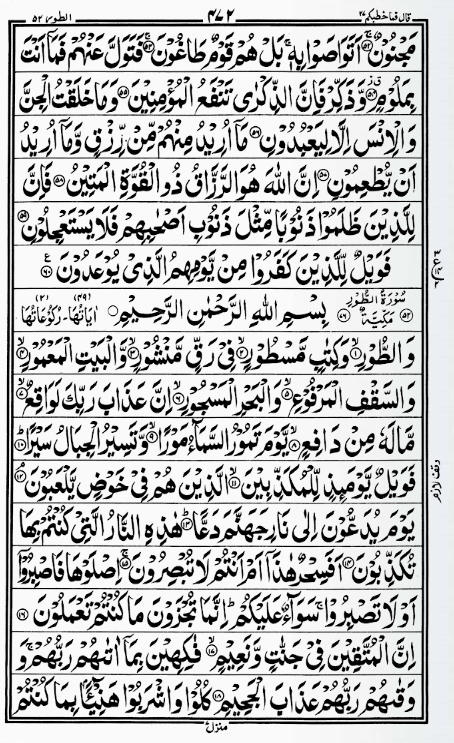 قال فما خطبكم ٢٧ ٤٧٢ الطور ٥٢
مَجْنُوْنٌ ﴿٥٢﴾ اَتَوَاصَوْا بِهٖ ۚ بَلْ هُمْ قَوْمٌ طَاغُوْنَ ﴿٥٣﴾ فَتَوَلَّ عَنْهُمْ فَمَاۤ اَنْتَ
بِمَلُوْمٍ ﴿٥٤﴾ وَّذَكِّرْ فَاِنَّ الذِّكْرٰى تَنْفَعُ الْمُؤْمِنِيْنَ ﴿٥٥﴾ وَمَا خَلَقْتُ الْجِنَّ
وَالْاِنْسَ اِلَّا لِيَعْبُدُوْنِ ﴿٥٦﴾ مَاۤ اُرِيْدُ مِنْهُمْ مِّنْ رِّزْقٍ وَّمَاۤ اُرِيْدُ
اَنْ يُّطْعِمُوْنِ ﴿٥٧﴾ اِنَّ اللّٰهَ هُوَ الرَّزَّاقُ ذُو الْقُوَّةِ الْمَتِيْنُ ﴿٥٨﴾ فَاِنَّ
لِلَّذِيْنَ ظَلَمُوْا ذَنُوْبًا مِّثْلَ ذَنُوْبِ اَصْحٰبِهِمْ فَلَا يَسْتَعْجِلُوْنِ ﴿٥٩﴾
فَوَيْلٌ لِّلَّذِيْنَ كَفَرُوْا مِنْ يَّوْمِهِمُ الَّذِيْ يُوْعَدُوْنَ ﴿٦٠﴾
سُوْرَةُ الطُّوْرِ مَكِّيَّةٌ ٥٢ ٧٦ بِسْمِ اللّٰهِ الرَّحْمٰنِ الرَّحِيْمِ اٰيَاتُهَا (٤٩) رُكُوْعَاتُهَا (٢)
وَالطُّوْرِ ﴿١﴾ وَكِتٰبٍ مَّسْطُوْرٍ ﴿٢﴾ فِيْ رَقٍّ مَّنْشُوْرٍ ﴿٣﴾ وَّالْبَيْتِ الْمَعْمُوْرِ ﴿٤﴾
وَالسَّقْفِ الْمَرْفُوْعِ ﴿٥﴾ وَالْبَحْرِ الْمَسْجُوْرِ ﴿٦﴾ اِنَّ عَذَابَ رَبِّكَ لَوَاقِعٌ ﴿٧﴾
مَّا لَهٗ مِنْ دَافِعٍ ﴿٨﴾ يَّوْمَ تَمُوْرُ السَّمَآءُ مَوْرًا ﴿٩﴾ وَّتَسِيْرُ الْجِبَالُ سَيْرًا ﴿١٠﴾
فَوَيْلٌ يَّوْمَئِذٍ لِّلْمُكَذِّبِيْنَ ﴿١١﴾ الَّذِيْنَ هُمْ فِيْ خَوْضٍ يَّلْعَبُوْنَ ﴿١٢﴾
يَوْمَ يُدَعُّوْنَ اِلٰى نَارِ جَهَنَّمَ دَعًّا ﴿١٣﴾ هٰذِهِ النَّارُ الَّتِيْ كُنْتُمْ بِهَا
تُكَذِّبُوْنَ ﴿١٤﴾ اَفَسِحْرٌ هٰذَاۤ اَمْ اَنْتُمْ لَا تُبْصِرُوْنَ ﴿١٥﴾ اِصْلَوْهَا فَاصْبِرُوْۤا
اَوْ لَا تَصْبِرُوْا ۚ سَوَآءٌ عَلَيْكُمْ ؕ اِنَّمَا تُجْزَوْنَ مَا كُنْتُمْ تَعْمَلُوْنَ ﴿١٦﴾
اِنَّ الْمُتَّقِيْنَ فِيْ جَنّٰتٍ وَّنَعِيْمٍ ﴿١٧﴾ فٰكِهِيْنَ بِمَاۤ اٰتٰىهُمْ رَبُّهُمْ ۚ وَ
وَقٰىهُمْ رَبُّهُمْ عَذَابَ الْجَحِيْمِ ﴿١٨﴾ كُلُوْا وَاشْرَبُوْا هَنِيْٓـًٔۢا بِمَا كُنْتُمْ
منزل ٧
وقف لازم